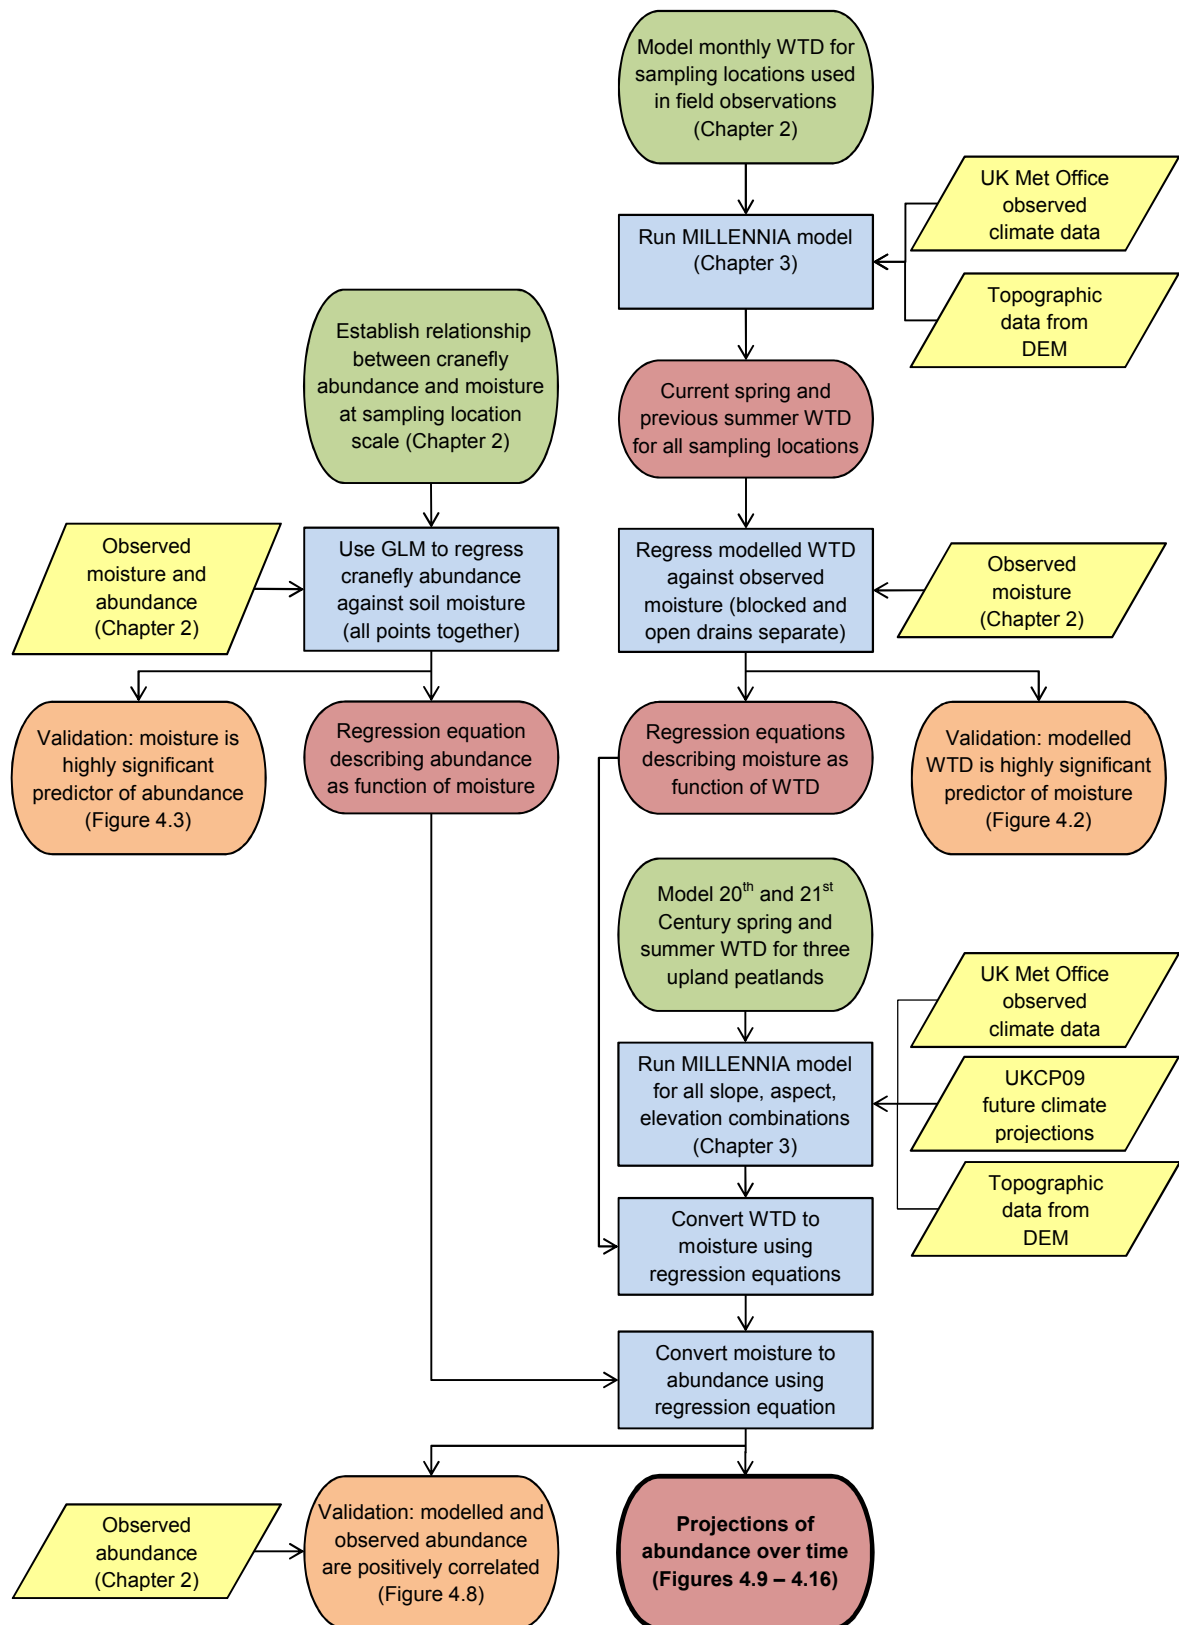 Model monthly WTD for
sampling locations used
in field observations
(Chapter 2)
UK Met Office
observed
climate data
Run MILLENNIA model
(Chapter 3)
Topographic
data from
DEM
Establish relationship
between cranefly
abundance and moisture
at sampling location
scale (Chapter 2)
Current spring and
previous summer WTD
for all sampling locations
Observed
moisture and
abundance
(Chapter 2)
Use GLM to regress
cranefly abundance
against soil moisture
(all points together)
Regress modelled WTD
against observed
moisture (blocked and
open drains separate)
Observed
moisture
(Chapter 2)
Validation: moisture is
highly significant
predictor of abundance
(Figure 4.3)
Regression equation
describing abundance
as function of moisture
Regression equations
describing moisture as
function of WTD
Validation: modelled
WTD is highly significant
predictor of moisture
(Figure 4.2)
Model 20th and 21st
Century spring and
summer WTD for three
upland peatlands
UK Met Office
observed
climate data
Run MILLENNIA model
for all slope, aspect,
elevation combinations
(Chapter 3)
UKCP09
future climate
projections
Topographic
data from
DEM
Convert WTD to
moisture using
regression equations
Convert moisture to
abundance using
regression equation
Observed
abundance
(Chapter 2)
Validation: modelled and
observed abundance
are positively correlated
(Figure 4.8)
Projections of
abundance over time
(Figures 4.9 – 4.16)